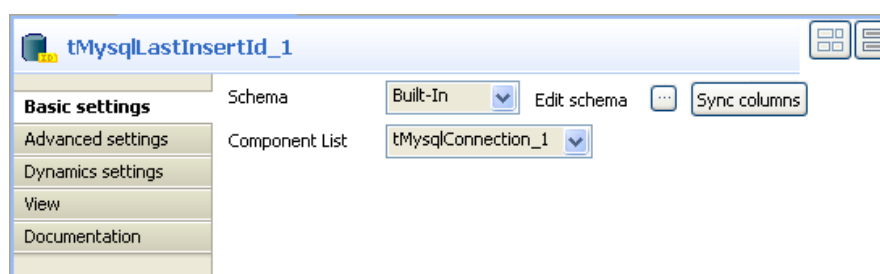 tMysqlLastInsertId_1
Basic settings
Advanced settings
Dynamics settings
View
Documentation
Schema Built-In Edit schema ... Sync columns
Component List tMysqlConnection_1